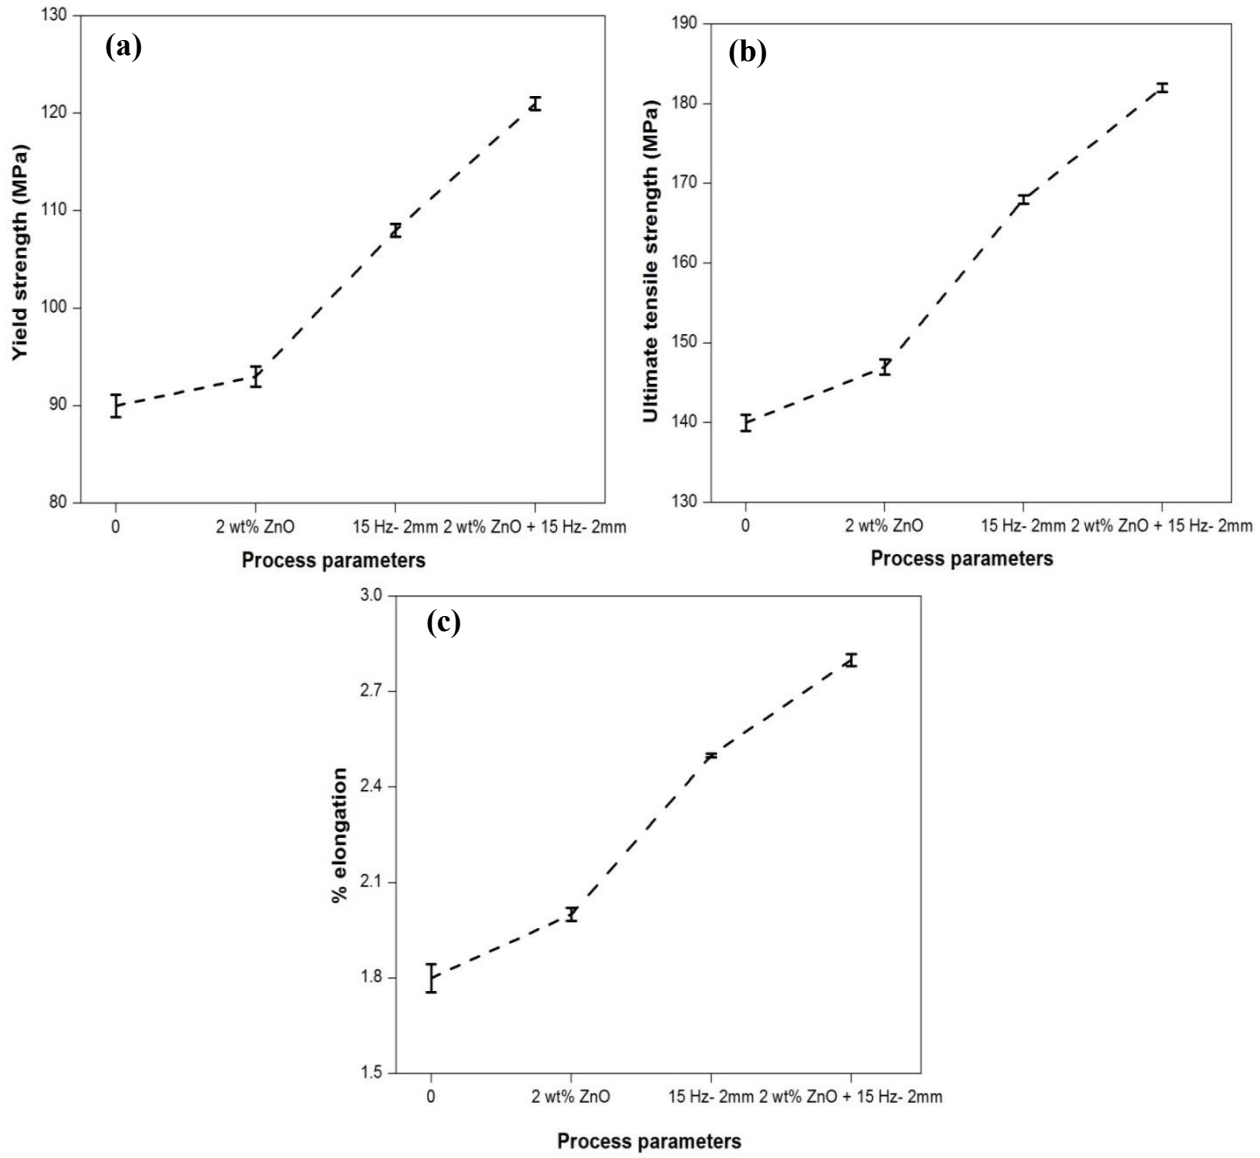 (a)
Yield strength (MPa)
130
120
110
100
90
80
0
2 wt% ZnO
15 Hz- 2mm
2 wt% ZnO + 15 Hz- 2mm
Process parameters
(b)
Ultimate tensile strength (MPa)
190
180
170
160
150
140
130
0
2 wt% ZnO
15 Hz- 2mm
2 wt% ZnO + 15 Hz- 2mm
Process parameters
(c)
% elongation
3.0
2.7
2.4
2.1
1.8
1.5
0
2 wt% ZnO
15 Hz- 2mm
2 wt% ZnO + 15 Hz- 2mm
Process parameters